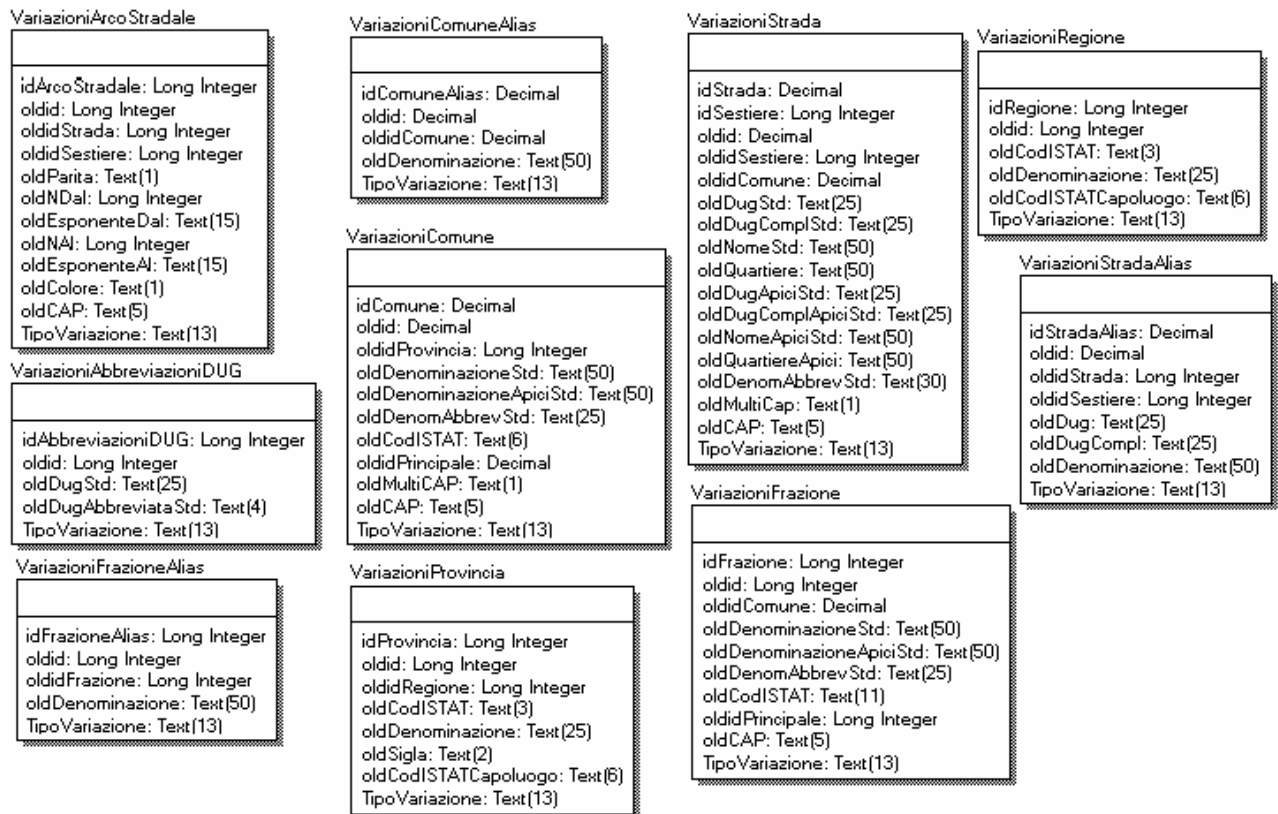 VariazioniArcoStradale
idArcoStradale: Long Integer
oldid: Long Integer
oldidStrada: Long Integer
oldidSestiere: Long Integer
oldParita: Text(1)
oldNDal: Long Integer
oldEsponenteDal: Text(15)
oldNAl: Long Integer
oldEsponenteAl: Text(15)
oldColore: Text(1)
oldCAP: Text(5)
TipoVariazione: Text(13)
VariazioniAbbreviazioniDUG
idAbbreviazioniDUG: Long Integer
oldid: Long Integer
oldDugStd: Text(25)
oldDugAbbreviataStd: Text(4)
TipoVariazione: Text(13)
VariazioniFrazioneAlias
idFrazioneAlias: Long Integer
oldid: Long Integer
oldidFrazione: Long Integer
oldDenominazione: Text(50)
TipoVariazione: Text(13)
VariazioniComuneAlias
idComuneAlias: Decimal
oldid: Decimal
oldidComune: Decimal
oldDenominazione: Text(50)
TipoVariazione: Text(13)
VariazioniComune
idComune: Decimal
oldid: Decimal
oldidProvincia: Long Integer
oldDenominazioneStd: Text(50)
oldDenominazioneApiciStd: Text(50)
oldDenomAbbrevStd: Text(25)
oldCodISTAT: Text(6)
oldidPrincipale: Decimal
oldMultiCAP: Text(1)
oldCAP: Text(5)
TipoVariazione: Text(13)
VariazioniProvincia
idProvincia: Long Integer
oldid: Long Integer
oldidRegione: Long Integer
oldCodISTAT: Text(3)
oldDenominazione: Text(25)
oldSigla: Text(2)
oldCodISTATCapoluogo: Text(6)
TipoVariazione: Text(13)
VariazioniStrada
idStrada: Decimal
idSestiere: Long Integer
oldid: Decimal
oldidSestiere: Long Integer
oldidComune: Decimal
oldDugStd: Text(25)
oldDugComplStd: Text(25)
oldNomeStd: Text(50)
oldQuartiere: Text(50)
oldDugApiciStd: Text(25)
oldDugComplApiciStd: Text(25)
oldNomeApiciStd: Text(50)
oldQuartiereApici: Text(50)
oldDenomAbbrevStd: Text(30)
oldMultiCap: Text(1)
oldCAP: Text(5)
TipoVariazione: Text(13)
VariazioniFrazione
idFrazione: Long Integer
oldid: Long Integer
oldidComune: Decimal
oldDenominazioneStd: Text(50)
oldDenominazioneApiciStd: Text(50)
oldDenomAbbrevStd: Text(25)
oldCodISTAT: Text(11)
oldidPrincipale: Long Integer
oldCAP: Text(5)
TipoVariazione: Text(13)
VariazioniRegione
idRegione: Long Integer
oldid: Long Integer
oldCodISTAT: Text(3)
oldDenominazione: Text(25)
oldCodISTATCapoluogo: Text(6)
TipoVariazione: Text(13)
VariazioniStradaAlias
idStradaAlias: Decimal
oldid: Decimal
oldidStrada: Long Integer
oldidSestiere: Long Integer
oldDug: Text(25)
oldDugCompl: Text(25)
oldDenominazione: Text(50)
TipoVariazione: Text(13)